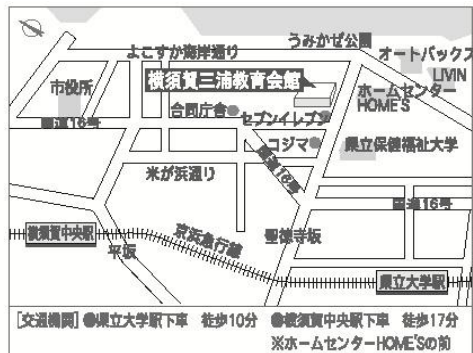 よこすか海岸通り
うみかぜ公園
オートバックス
LIVIN
ホームセンター
HOME'S
市役所
横須賀三浦教育会館
合同庁舎
セブンイレブン
国道16号
コジマ
県立保健福祉大学
米が浜通り
国道16号
国道16号
横須賀中央駅
平坂
京浜急行線
聖徳寺坂
県立大学駅
[交通機関] ●県立大学駅下車 徒歩10分 ●横須賀中央駅下車 徒歩17分
※ホームセンターHOME'Sの前